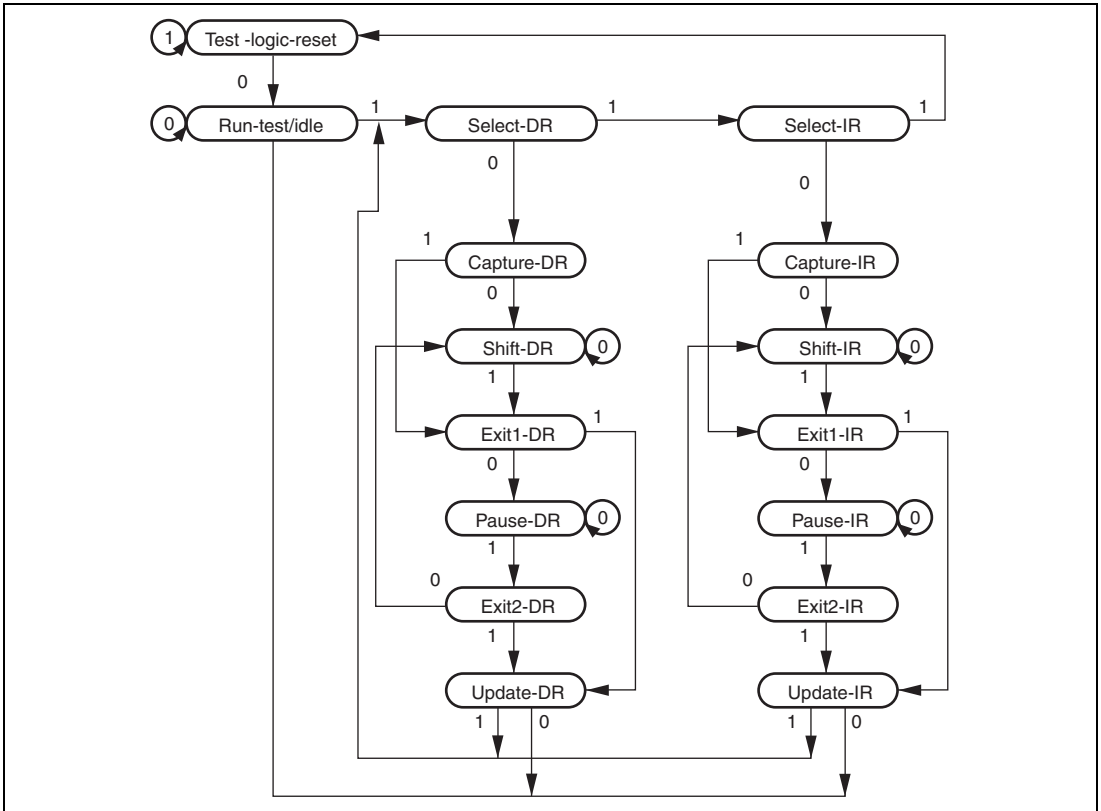 1 Test -logic-reset
0
0 Run-test/idle 1 Select-DR 1 Select-IR 1
0 0
1 1
Capture-DR Capture-IR
0 0
Shift-DR 0 Shift-IR 0
1 1
Exit1-DR 1 Exit1-IR 1
0 0
Pause-DR 0 Pause-IR 0
1 1
0 0
Exit2-DR Exit2-IR
1 1
Update-DR Update-IR
1 0 1 0